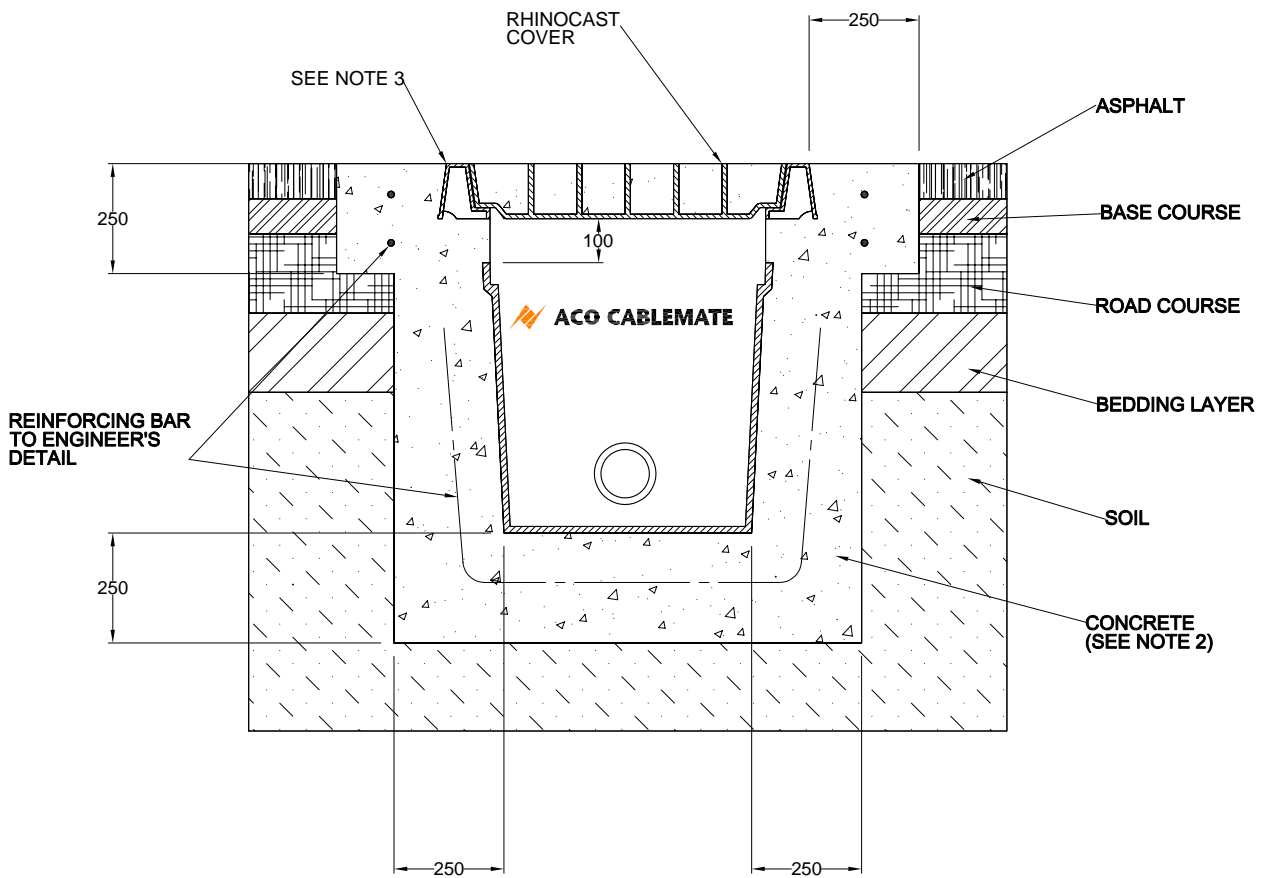 RHINOCAST
COVER
250
SEE NOTE 3
ASPHALT
250
BASE COURSE
100
ROAD COURSE
ACO CABLEMATE
BEDDING LAYER
REINFORCING BAR
TO ENGINEER'S
DETAIL
SOIL
250
CONCRETE
(SEE NOTE 2)
250
250